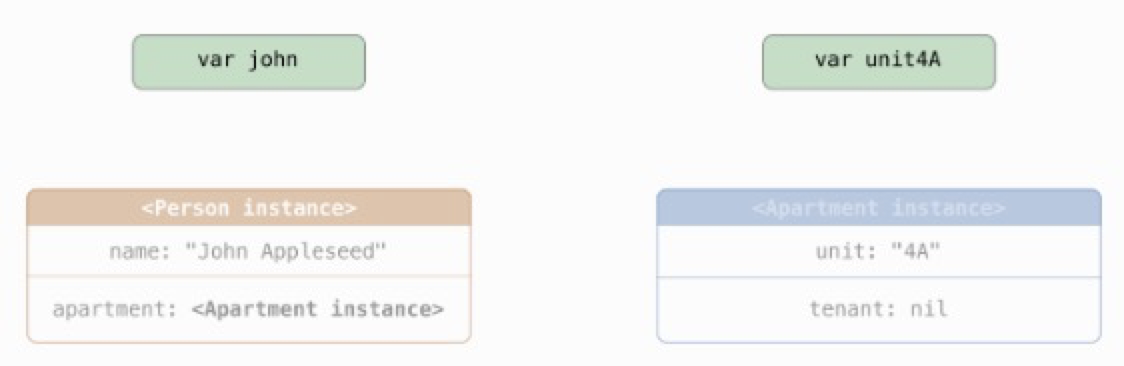 var john
var unit4A
<Person instance>
name: "John Appleseed"
apartment: <Apartment instance>
<Apartment instance>
unit: "4A"
tenant: nil